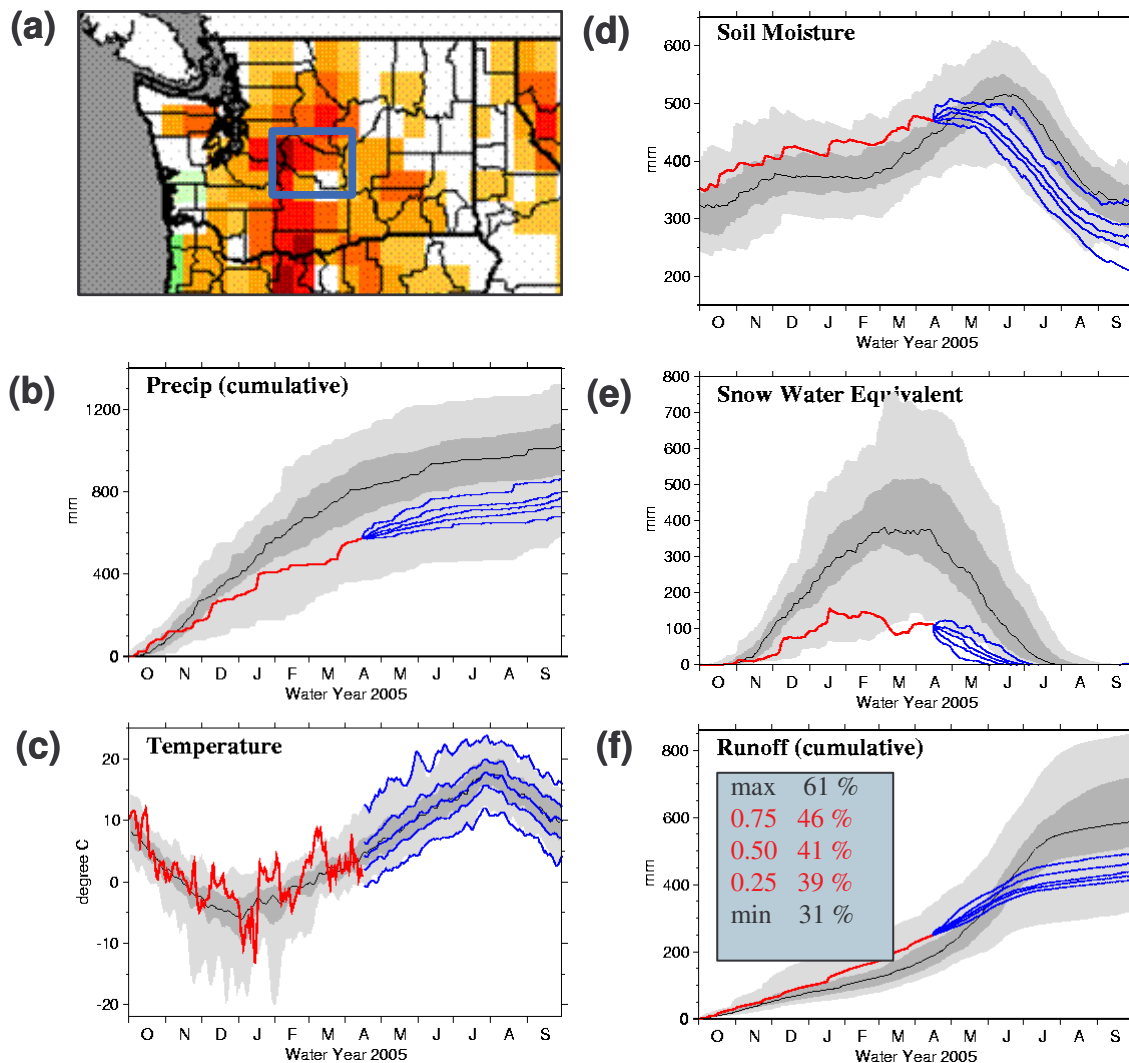 (a)
(b)
Precip (cumulative)
1200
800
400
0
mm
O N D J F M A M J J A S
Water Year 2005
(c)
Temperature
20
10
0
-10
-20
degree C
O N D J F M A M J J A S
Water Year 2005
(d)
Soil Moisture
600
500
400
300
200
mm
O N D J F M A M J J A S
Water Year 2005
(e)
Snow Water Equivalent
800
700
600
500
400
300
200
100
0
mm
O N D J F M A M J J A S
Water Year 2005
(f)
Runoff (cumulative)
max 61 %
0.75 46 %
0.50 41 %
0.25 39 %
min 31 %
800
600
400
200
0
mm
O N D J F M A M J J A S
Water Year 2005